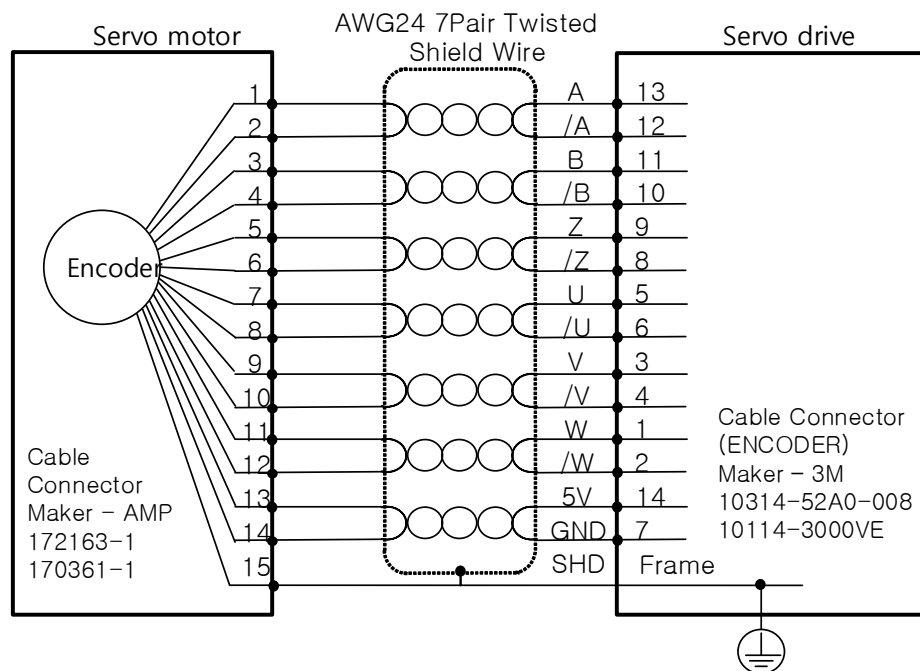 AWG24 7Pair Twisted
Shield Wire
Servo motor
Servo drive
1 A 13
2 /A 12
3 B 11
4 /B 10
5 Z 9
6 /Z 8
7 U 5
8 /U 6
9 V 3
10 /V 4
11 W 1
12 /W 2
13 5V 14
14 GND 7
15 SHD Frame
Encoder
Cable
Connector
Maker - AMP
172163-1
170361-1
Cable Connector
(ENCODER)
Maker - 3M
10314-52A0-008
10114-3000VE